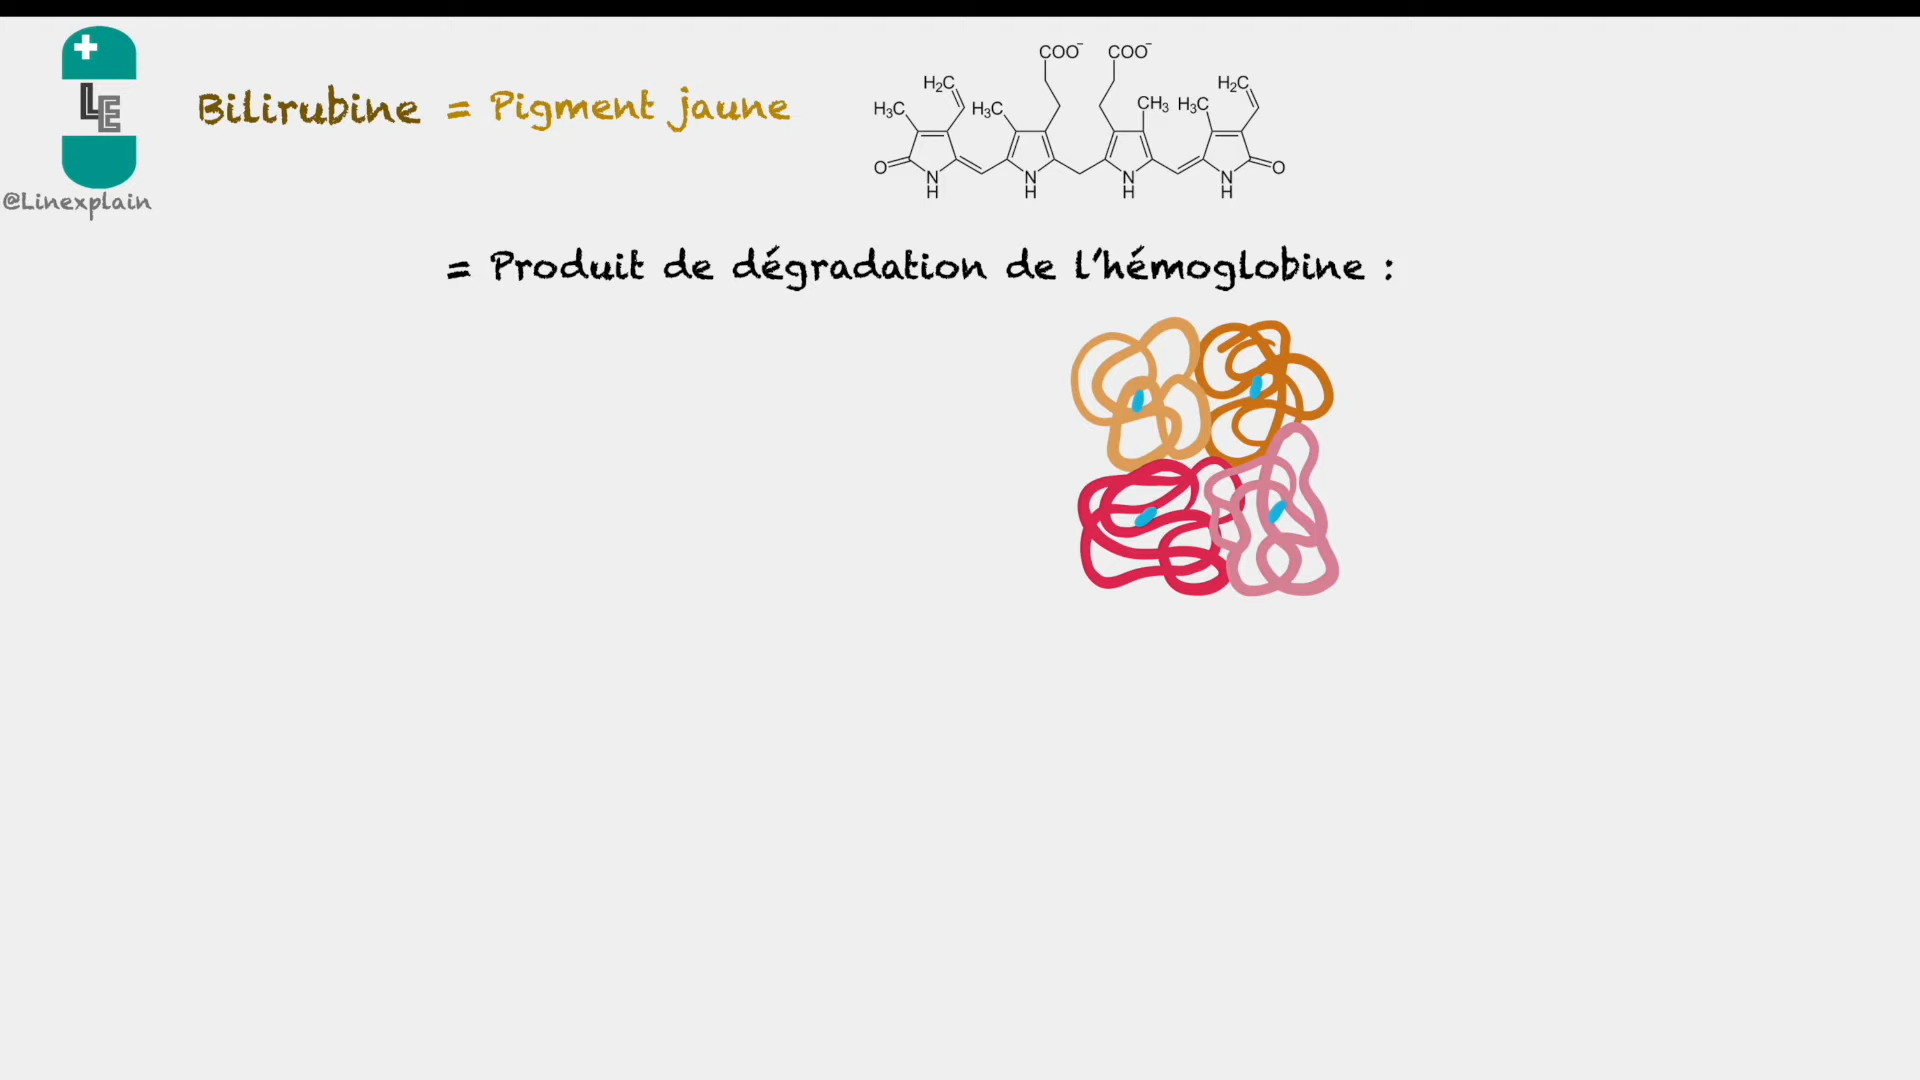 LE
@Linexplain
Bilirubine = Pigment jaune
COO⁻ COO⁻
H₂C H₂C
H₃C H₃C CH₃ H₃C
O O
N N N N
H H H H
= Produit de dégradation de l'hémoglobine :